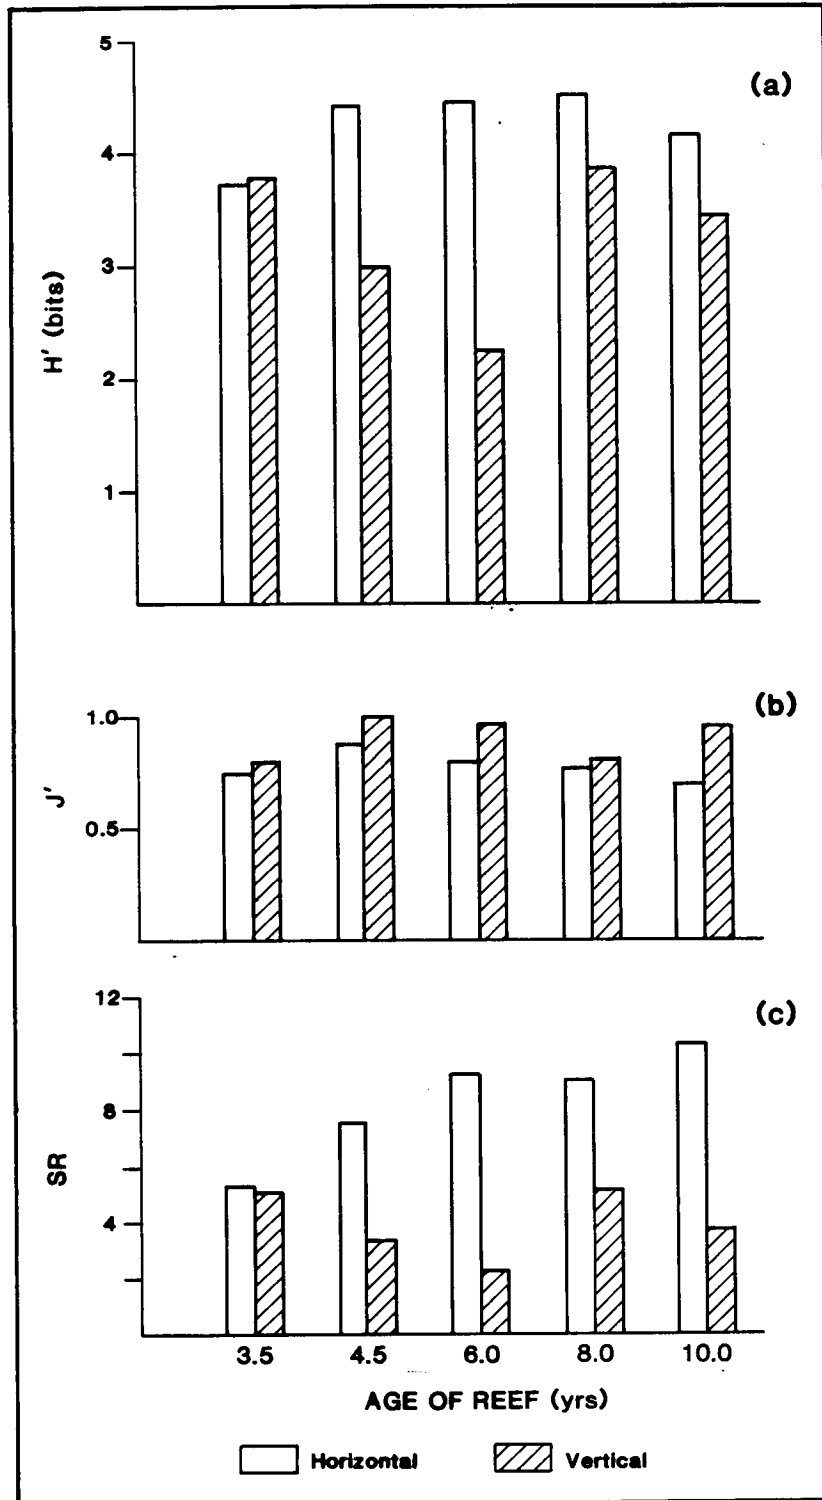 (a)
5
4
3
2
1
H′ (bits)
(b)
1.0
0.5
J′
(c)
12
8
4
SR
3.5 4.5 6.0 8.0 10.0
AGE OF REEF (yrs)
Horizontal Vertical